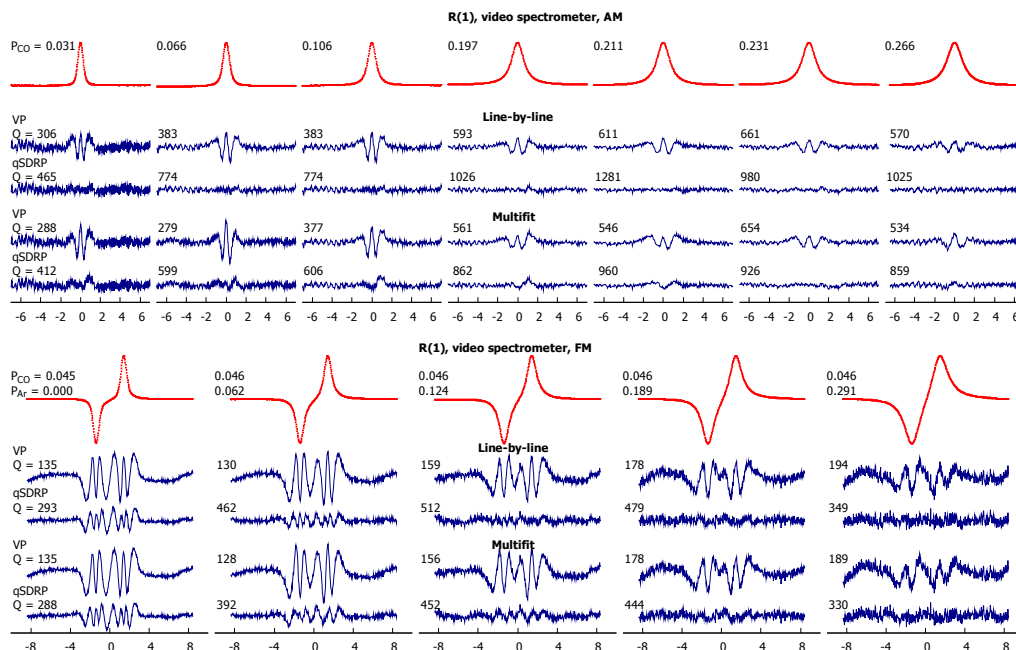 R(1), video spectrometer, AM
P_CO = 0.031 0.066 0.106 0.197 0.211 0.231 0.266
VP Line-by-line
Q = 306 383 383 593 611 661 570
qSDRP
Q = 465 774 774 1026 1281 980 1025
VP Multifit
Q = 288 279 377 561 546 654 534
qSDRP
Q = 412 599 606 862 960 926 859
-6 -4 -2 0 2 4 6 -6 -4 -2 0 2 4 6 -6 -4 -2 0 2 4 6 -6 -4 -2 0 2 4 6 -6 -4 -2 0 2 4 6 -6 -4 -2 0 2 4 6 -6 -4 -2 0 2 4 6
R(1), video spectrometer, FM
P_CO = 0.045 0.046 0.046 0.046 0.046
P_Ar = 0.000 0.062 0.124 0.189 0.291
VP Line-by-line
Q = 135 130 159 178 194
qSDRP
Q = 293 462 512 479 349
VP Multifit
Q = 135 128 156 178 189
qSDRP
Q = 288 392 452 444 330
-8 -4 0 4 8 -8 -4 0 4 8 -8 -4 0 4 8 -8 -4 0 4 8 -8 -4 0 4 8